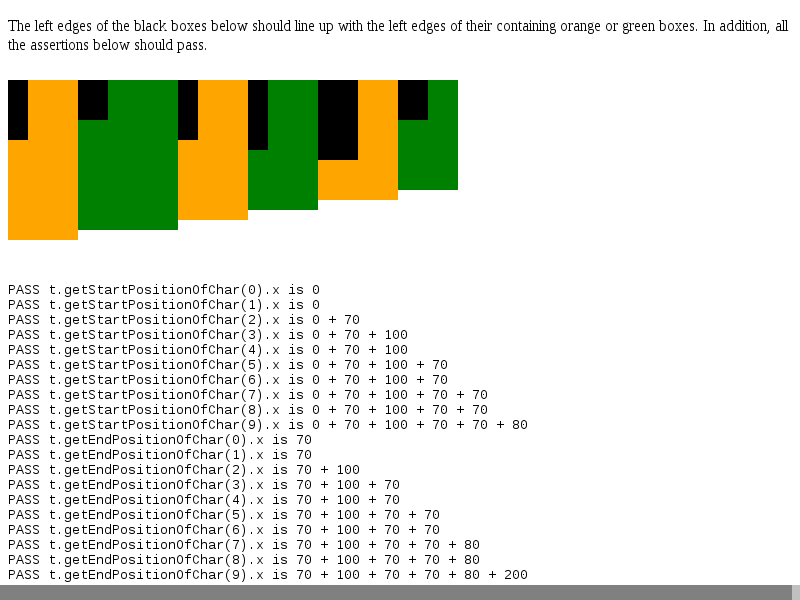 The left edges of the black boxes below should line up with the left edges of their containing orange or green boxes. In addition, all
the assertions below should pass.
PASS t.getStartPositionOfChar(0).x is 0
PASS t.getStartPositionOfChar(1).x is 0
PASS t.getStartPositionOfChar(2).x is 0 + 70
PASS t.getStartPositionOfChar(3).x is 0 + 70 + 100
PASS t.getStartPositionOfChar(4).x is 0 + 70 + 100
PASS t.getStartPositionOfChar(5).x is 0 + 70 + 100 + 70
PASS t.getStartPositionOfChar(6).x is 0 + 70 + 100 + 70
PASS t.getStartPositionOfChar(7).x is 0 + 70 + 100 + 70 + 70
PASS t.getStartPositionOfChar(8).x is 0 + 70 + 100 + 70 + 70
PASS t.getStartPositionOfChar(9).x is 0 + 70 + 100 + 70 + 70 + 80
PASS t.getEndPositionOfChar(0).x is 70
PASS t.getEndPositionOfChar(1).x is 70
PASS t.getEndPositionOfChar(2).x is 70 + 100
PASS t.getEndPositionOfChar(3).x is 70 + 100 + 70
PASS t.getEndPositionOfChar(4).x is 70 + 100 + 70
PASS t.getEndPositionOfChar(5).x is 70 + 100 + 70 + 70
PASS t.getEndPositionOfChar(6).x is 70 + 100 + 70 + 70
PASS t.getEndPositionOfChar(7).x is 70 + 100 + 70 + 70 + 80
PASS t.getEndPositionOfChar(8).x is 70 + 100 + 70 + 70 + 80
PASS t.getEndPositionOfChar(9).x is 70 + 100 + 70 + 70 + 80 + 200